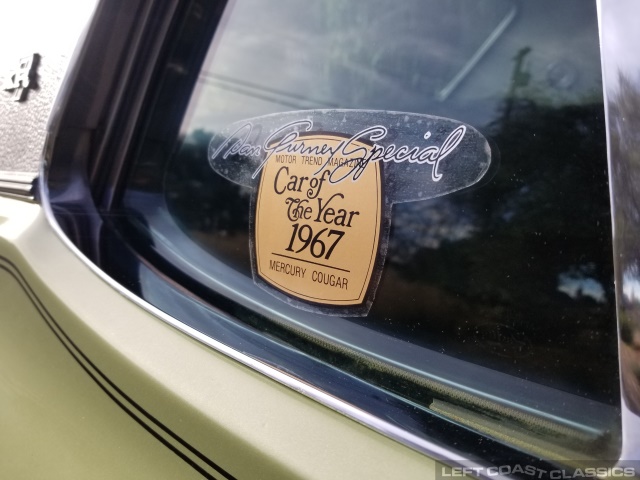 Dan Gurney Special
MOTOR TREND MAGAZINE
Car of
The Year
1967
MERCURY COUGAR
LEFT COAST CLASSICS